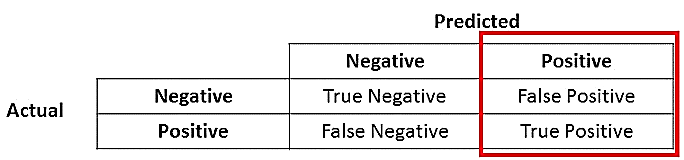 Predicted
Negative Positive
Actual
Negative True Negative False Positive
Positive False Negative True Positive